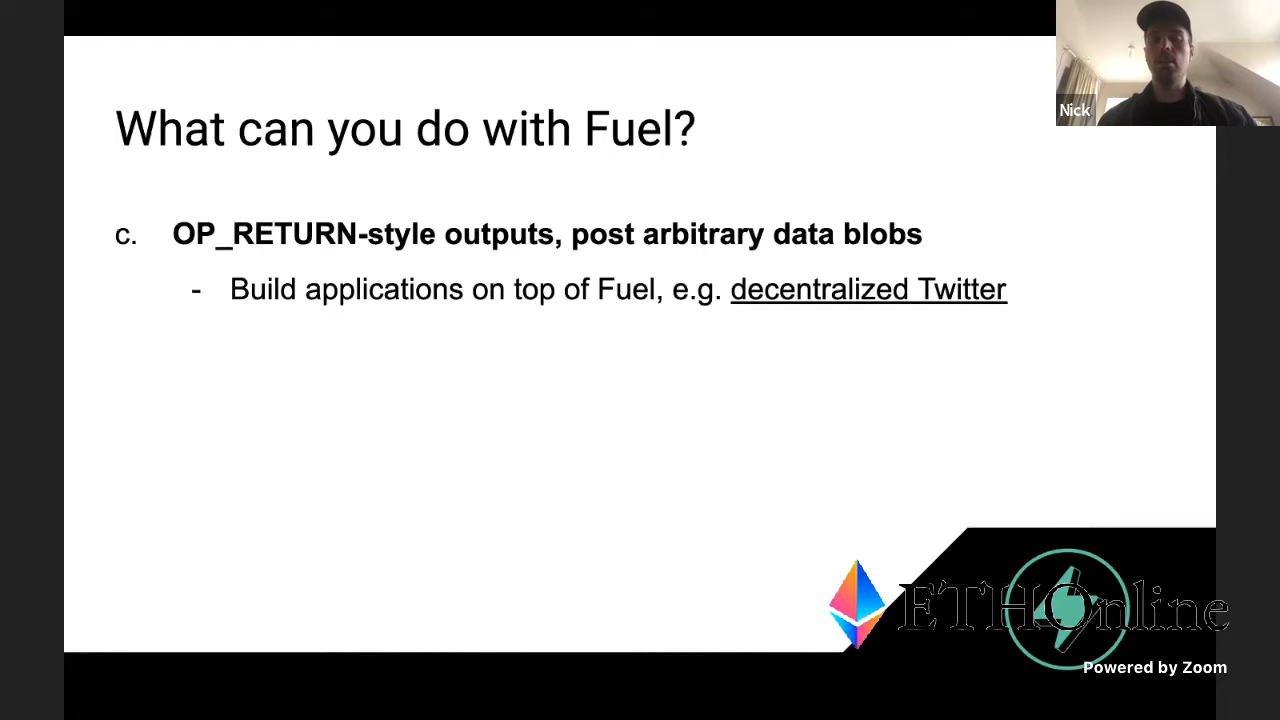 Nick
What can you do with Fuel?
c. OP_RETURN-style outputs, post arbitrary data blobs
- Build applications on top of Fuel, e.g. decentralized Twitter
ETHOnline
Powered by Zoom